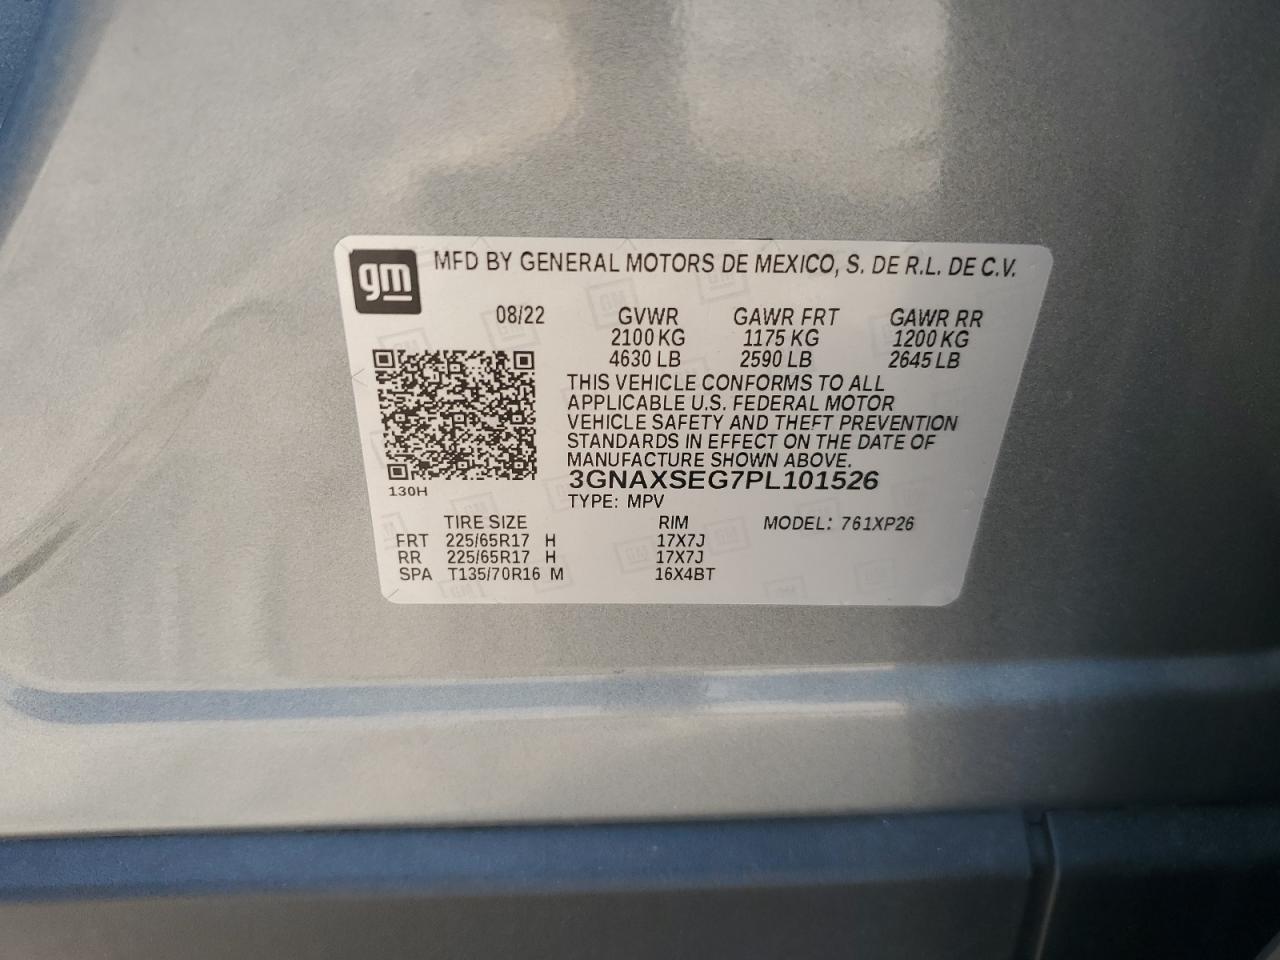 gm MFD BY GENERAL MOTORS DE MEXICO, S. DE R.L. DE C.V.
08/22 GVWR GAWR FRT GAWR RR
2100 KG 1175 KG 1200 KG
4630 LB 2590 LB 2645 LB
THIS VEHICLE CONFORMS TO ALL
APPLICABLE U.S. FEDERAL MOTOR
VEHICLE SAFETY AND THEFT PREVENTION
STANDARDS IN EFFECT ON THE DATE OF
MANUFACTURE SHOWN ABOVE.
3GNAXSEG7PL101526
130H
TYPE: MPV
TIRE SIZE RIM MODEL: 761XP26
FRT 225/65R17 H 17X7J
RR 225/65R17 H 17X7J
SPA T135/70R16 M 16X4BT